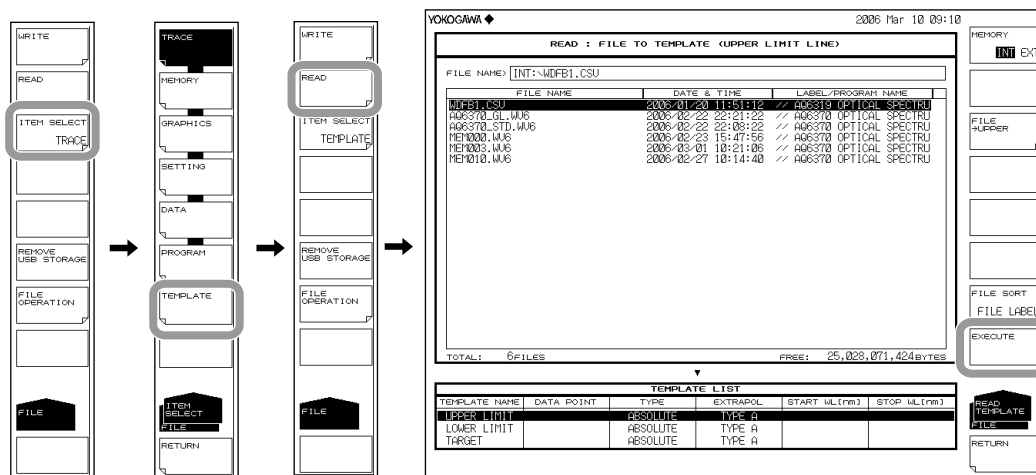 WRITE
READ
ITEM SELECT
TRACE
REMOVE
USB STORAGE
FILE
OPERATION
FILE
TRACE
MEMORY
GRAPHICS
SETTING
DATA
PROGRAM
TEMPLATE
ITEM
SELECT
FILE
RETURN
WRITE
READ
ITEM SELECT
TEMPLATE
REMOVE
USB STORAGE
FILE
OPERATION
FILE
YOKOGAWA 2006 Mar 10 09:10
READ : FILE TO TEMPLATE (UPPER LIMIT LINE)
FILE NAME> INT:\WDFB1.CSV
FILE NAME DATE & TIME LABEL/PROGRAM NAME
WDFB1.CSV 2006/01/20 11:51:12 // AQ6319 OPTICAL SPECTRU
AQ6370_GL.WV6 2006/02/22 22:21:22 // AQ6370 OPTICAL SPECTRU
AQ6370_STD.WV6 2006/02/22 22:08:22 // AQ6370 OPTICAL SPECTRU
MEM000.WV6 2006/02/23 15:47:56 // AQ6370 OPTICAL SPECTRU
MEM003.WV6 2006/03/01 10:21:06 // AQ6370 OPTICAL SPECTRU
MEM010.WV6 2006/02/27 10:14:40 // AQ6370 OPTICAL SPECTRU
TOTAL: 6FILES FREE: 25,028,071,424BYTES
TEMPLATE LIST
TEMPLATE NAME DATA POINT TYPE EXTRAPOL START WL[nm] STOP WL[nm]
UPPER LIMIT ABSOLUTE TYPE A
LOWER LIMIT ABSOLUTE TYPE A
TARGET ABSOLUTE TYPE A
MEMORY
INT EXT
FILE
→UPPER
FILE SORT
FILE LABEL
EXECUTE
READ
TEMPLATE
FILE
RETURN